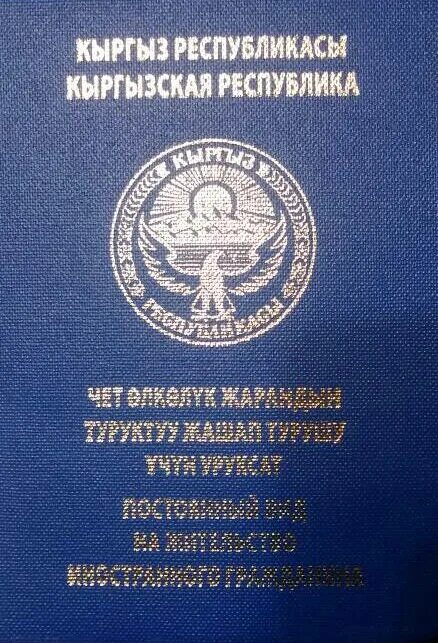 КЫРГЫЗ РЕСПУБЛИКАСЫ
КЫРГЫЗСКАЯ РЕСПУБЛИКА
КЫРГЫЗ
РЕСПУБЛИКАСЫ
ЧЕТ ӨЛКӨЛҮК ЖАРАНДЫН
ТУРУКТУУ ЖАШАП ТУРУШУ
ҮЧҮН УРУКСАТ
ПОСТОЯННЫЙ ВИД
НА ЖИТЕЛЬСТВО
ИНОСТРАННОГО ГРАЖДАНИНА